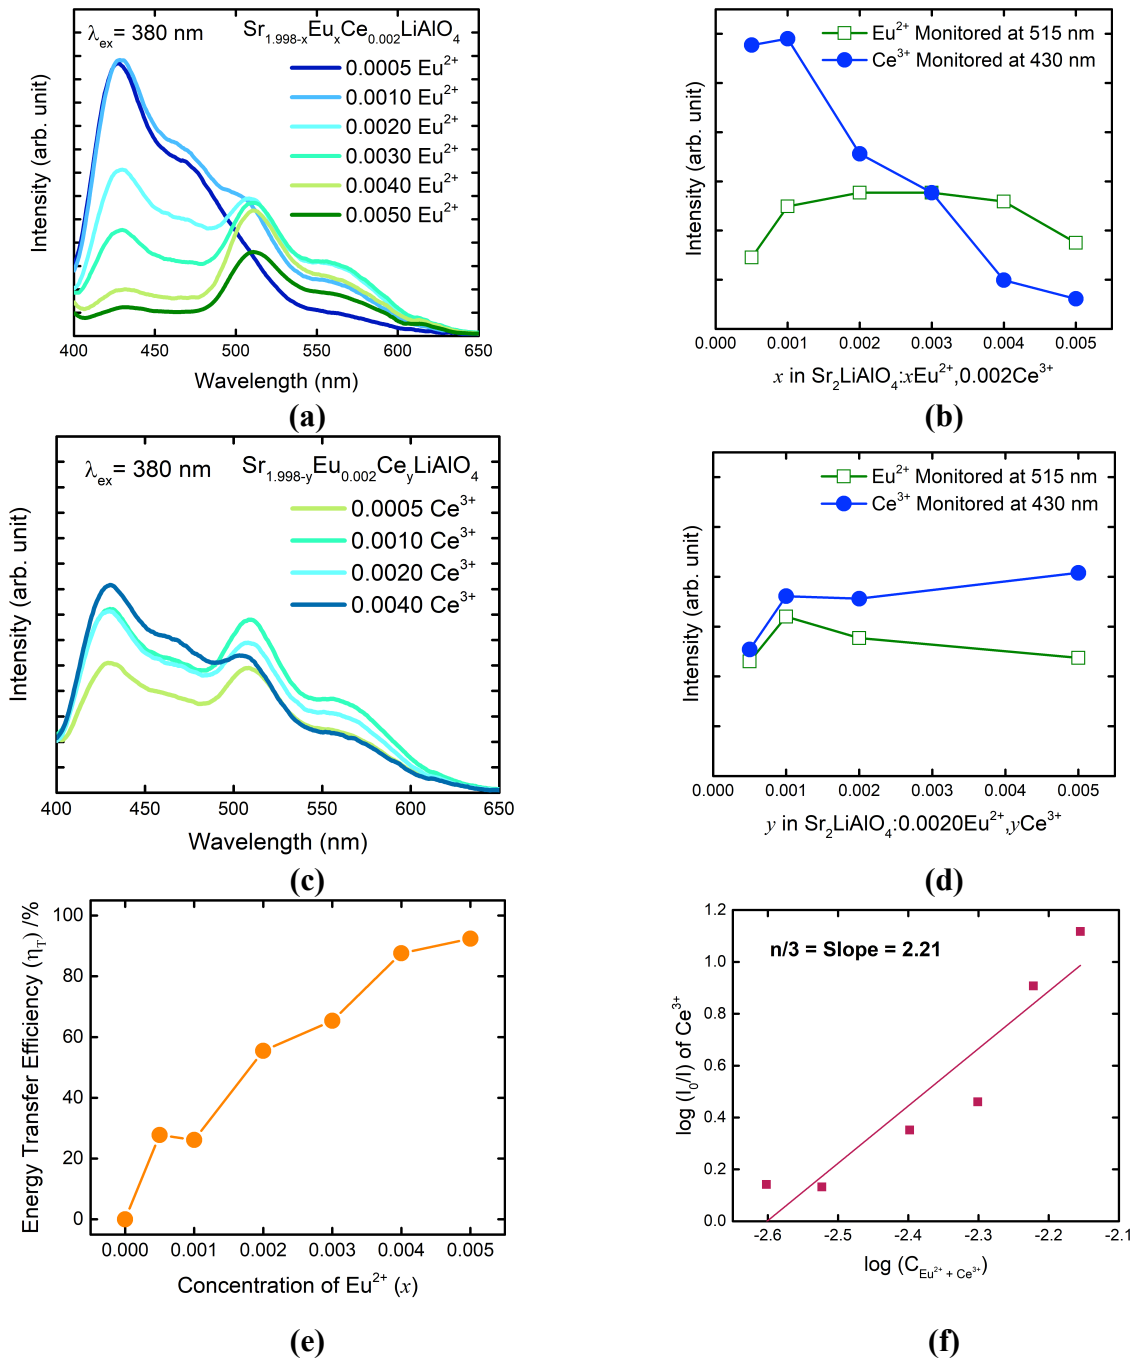 λex = 380 nm
Sr1.998-xEuxCe0.002LiAlO4
0.0005 Eu2+
0.0010 Eu2+
0.0020 Eu2+
0.0030 Eu2+
0.0040 Eu2+
0.0050 Eu2+
Intensity (arb. unit)
400 450 500 550 600 650
Wavelength (nm)
(a)
Eu2+ Monitored at 515 nm
Ce3+ Monitored at 430 nm
Intensity (arb. unit)
0.000 0.001 0.002 0.003 0.004 0.005
x in Sr2LiAlO4:xEu2+,0.002Ce3+
(b)
λex= 380 nm
Sr1.998-yEu0.002CeyLiAlO4
0.0005 Ce3+
0.0010 Ce3+
0.0020 Ce3+
0.0040 Ce3+
Intensity (arb. unit)
400 450 500 550 600 650
Wavelength (nm)
(c)
Eu2+ Monitored at 515 nm
Ce3+ Monitored at 430 nm
Intensity (arb. unit)
0.000 0.001 0.002 0.003 0.004 0.005
y in Sr2LiAlO4:0.0020Eu2+,yCe3+
(d)
Energy Transfer Efficiency (ηT) /%
100
80
60
40
20
0
0.000 0.001 0.002 0.003 0.004 0.005
Concentration of Eu2+ (x)
(e)
n/3 = Slope = 2.21
log (I0/I) of Ce3+
1.2
1.0
0.8
0.6
0.4
0.2
0.0
-2.6 -2.5 -2.4 -2.3 -2.2 -2.1
log (CEu2+ + Ce3+)
(f)